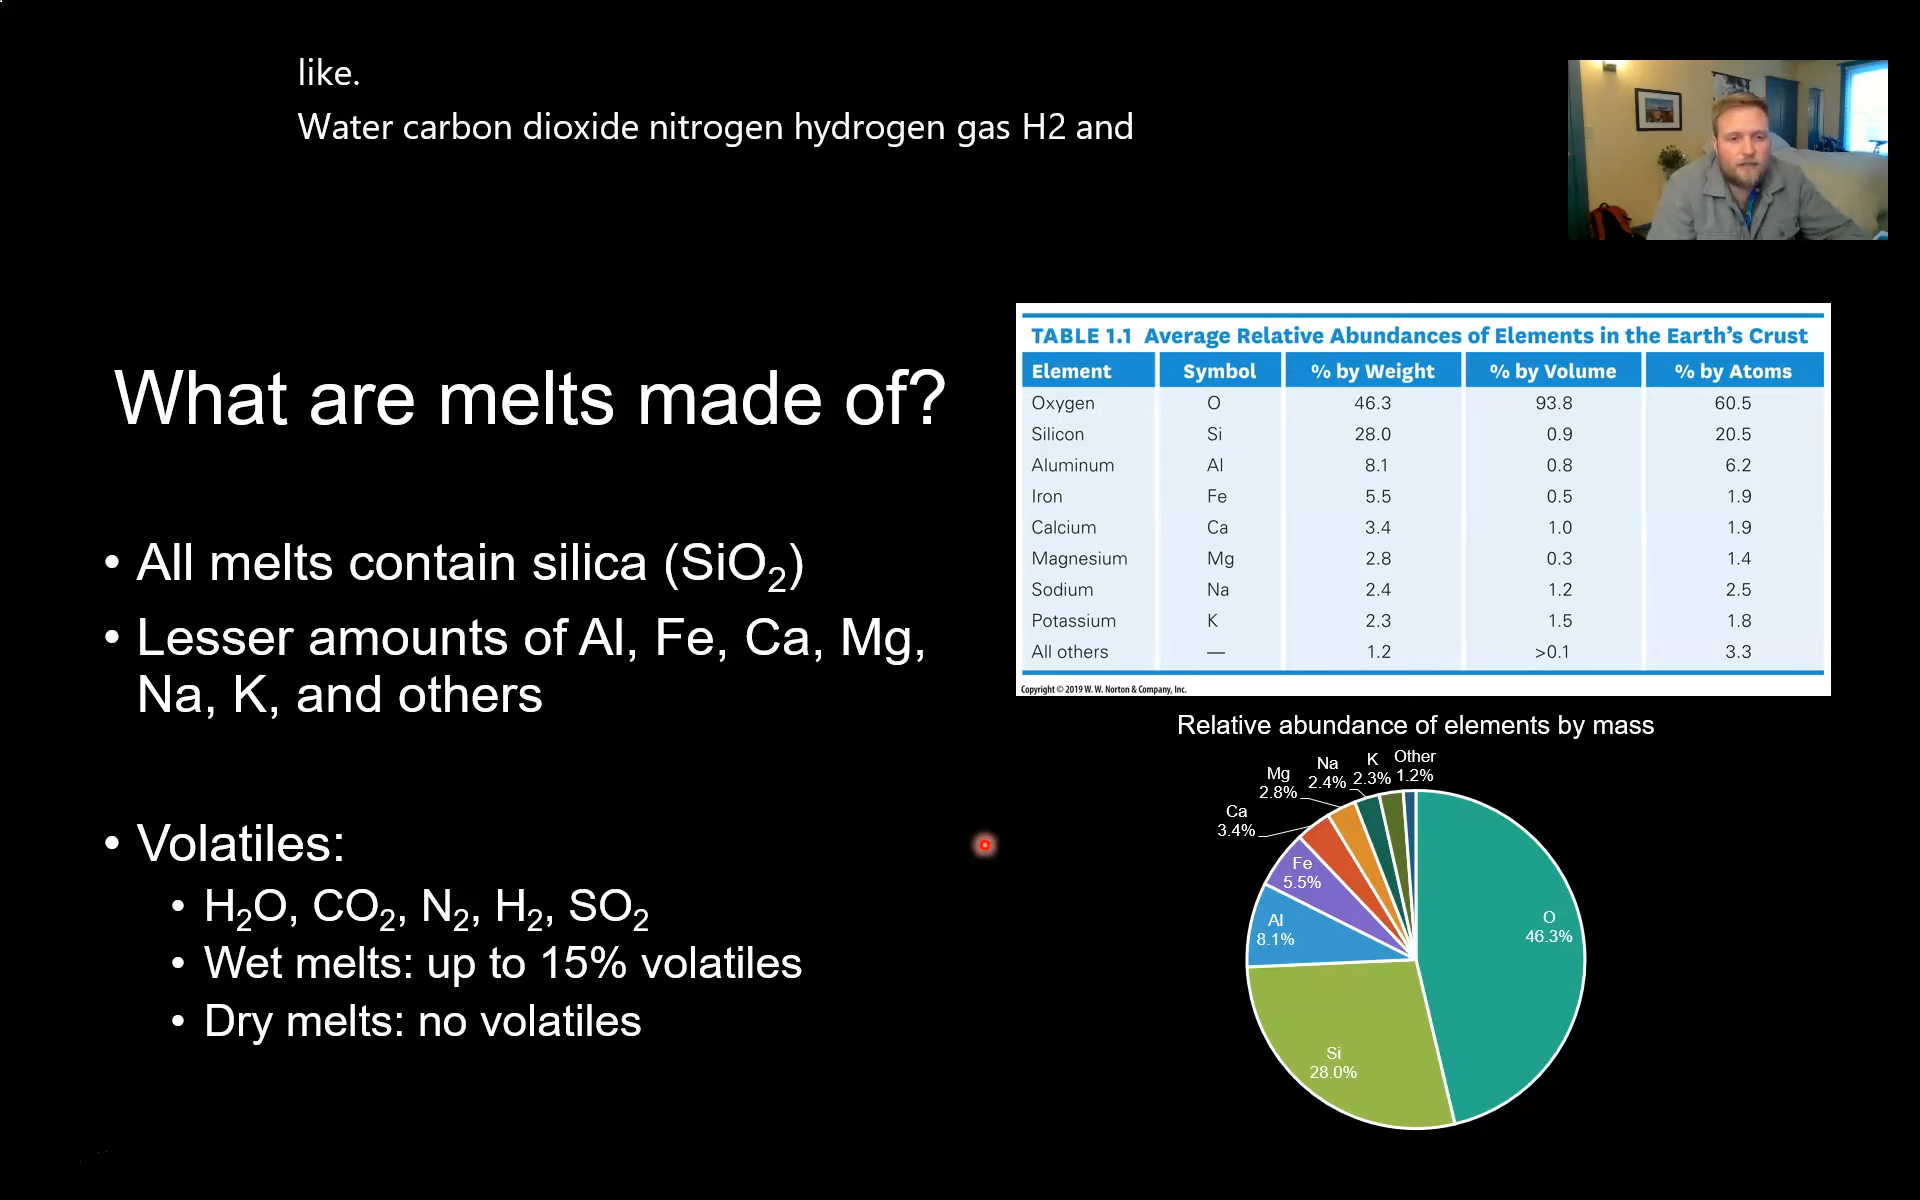 like.
Water carbon dioxide nitrogen hydrogen gas H2 and
What are melts made of?
• All melts contain silica (SiO₂)
• Lesser amounts of Al, Fe, Ca, Mg,
Na, K, and others
• Volatiles:
• H₂O, CO₂, N₂, H₂, SO₂
• Wet melts: up to 15% volatiles
• Dry melts: no volatiles
TABLE 1.1 Average Relative Abundances of Elements in the Earth’s Crust
Element Symbol % by Weight % by Volume % by Atoms
Oxygen O 46.3 93.8 60.5
Silicon Si 28.0 0.9 20.5
Aluminum Al 8.1 0.8 6.2
Iron Fe 5.5 0.5 1.9
Calcium Ca 3.4 1.0 1.9
Magnesium Mg 2.8 0.3 1.4
Sodium Na 2.4 1.2 2.5
Potassium K 2.3 1.5 1.8
All others — 1.2 >0.1 3.3
Copyright © 2019 W. W. Norton & Company, Inc.
Relative abundance of elements by mass
Other
1.2%
K
2.3%
Na
2.4%
Mg
2.8%
Ca
3.4%
Fe
5.5%
Al
8.1%
Si
28.0%
O
46.3%